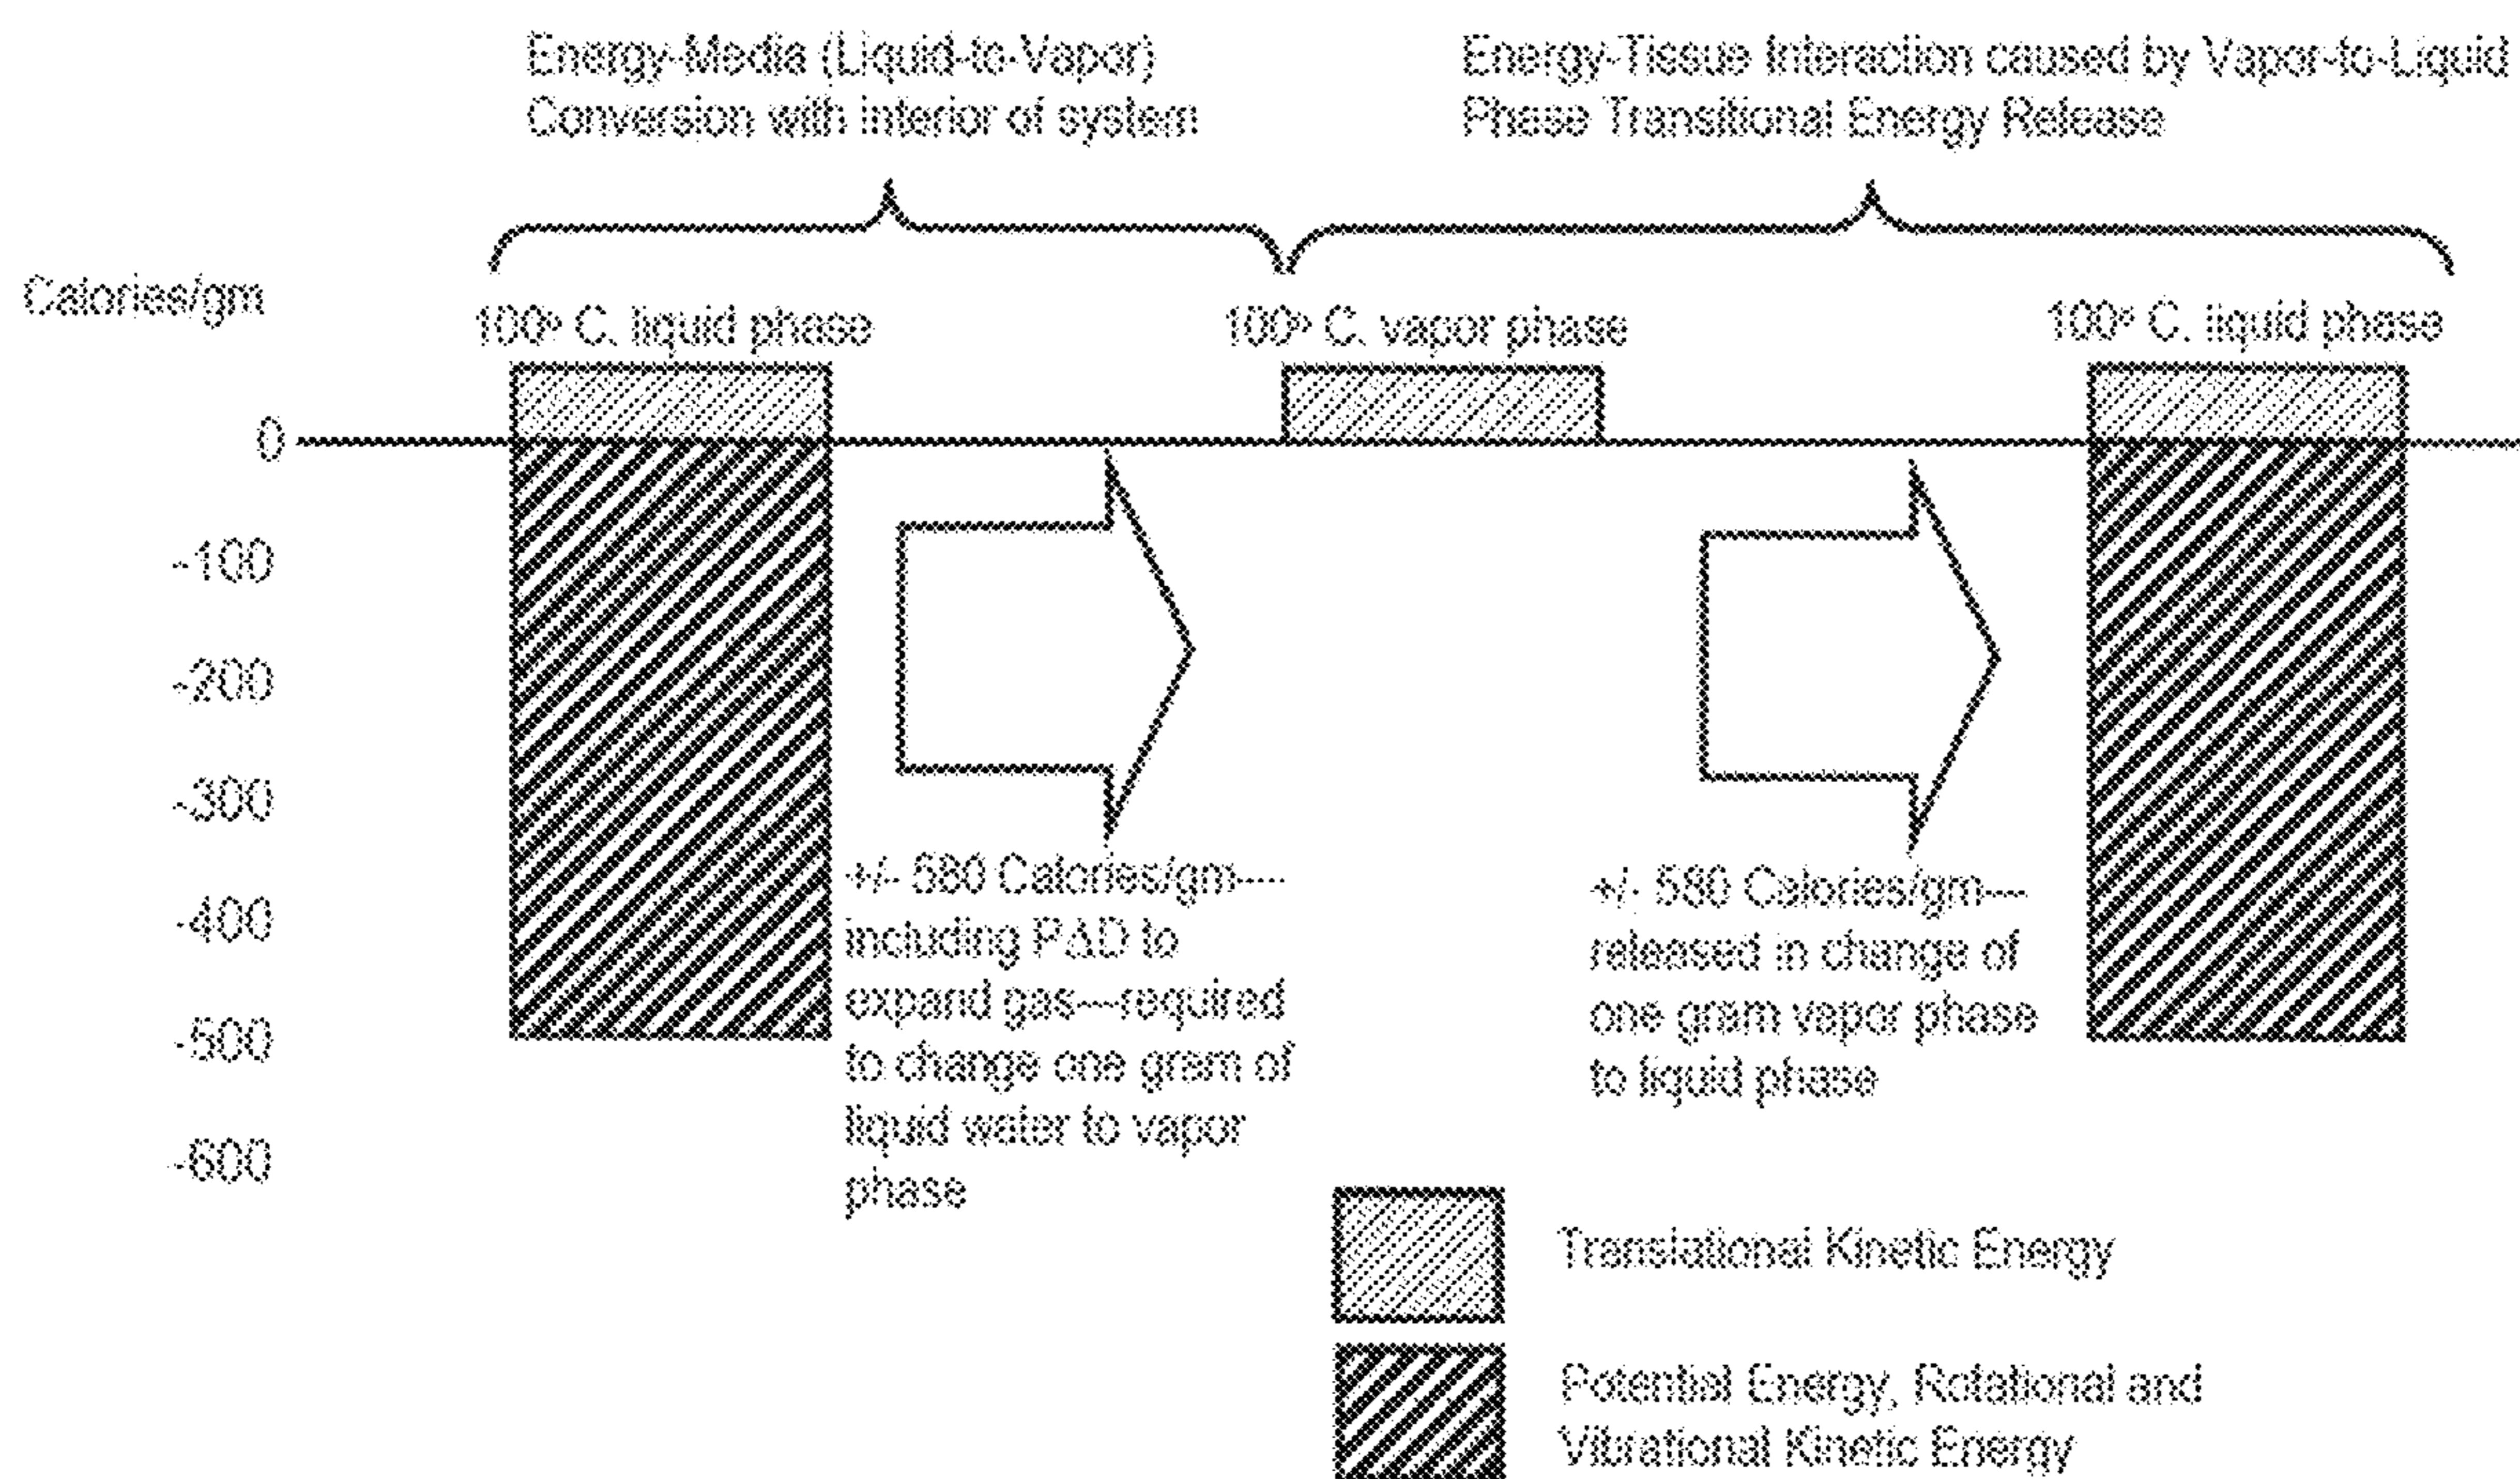 Energy-Media (Liquid-to-Vapor)
Conversion with interior of system
Energy-Tissue Interaction caused by Vapor-to-Liquid
Phase Transitional Energy Release
Calories/gm
100º C. liquid phase
100º C. vapor phase
100º C. liquid phase
0
-100
-200
-300
-400
-500
-600
+/- 580 Calories/gm—
including PΔD to
expand gas—required
to change one gram of
liquid water to vapor
phase
+/- 580 Calories/gm—
released in change of
one gram vapor phase
to liquid phase
Translational Kinetic Energy
Potential Energy, Rotational and
Vibrational Kinetic Energy